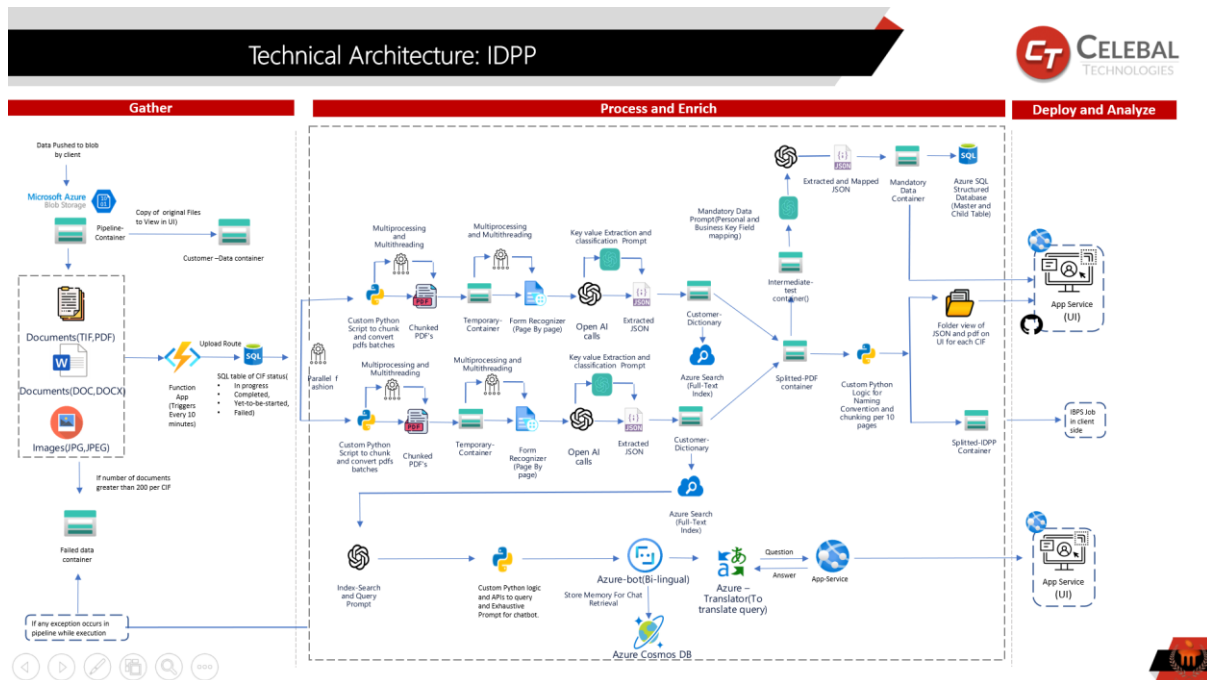 Technical Architecture: IDPP
CT
CELEBAL
TECHNOLOGIES
Gather
Process and Enrich
Deploy and Analyze
Data Pushed to blob
by client
Microsoft Azure
Blob Storage
Pipeline-
Container
Copy of original Files
to View in UI)
Customer –Data container
Documents(TIF,PDF)
W
Documents(DOC,DOCX)
Images(JPG,JPEG)
Function
App
(Triggers
Every 10
minutes)
Upload Route
SQL
SQL table of CIF status(
• In progress
• Completed,
• Yet-to-be-started,
• Failed)
If number of documents
greater than 200 per CIF
Failed data
container
If any exception occurs in
pipeline while execution
Parallel f
ashion
Multiprocessing
and
Multithreading
Custom Python
Script to chunk
and convert
pdfs batches
PDF
Chunked
PDF's
Multiprocessing
and Multithreading
Temporary-
Container
Form Recognizer
(Page By page)
Key value Extraction and
classification Prompt
Open AI
calls
JSON
Extracted
JSON
Customer-
Dictionary
Azure Search
(Full-Text
Index)
Multiprocessing and
Multithreading
Custom Python
Script to chunk
and convert pdfs
batches
PDF
Chunked
PDF's
Multiprocessing and
Multithreading
Temporary-
Container
Form
Recognizer
(Page By
page)
Key value Extraction and
classification Prompt
Open AI
calls
JSON
Extracted
JSON
Customer-
Dictionary
Azure Search
(Full-Text
Index)
Mandatory Data
Prompt(Personal and
Business Key Field
mapping)
JSON
Extracted and Mapped
JSON
Mandatory
Data
Container
SQL
Azure SQL
Structured
Database
(Master and
Child Table)
Intermediate-
test
container()
Splitted-PDF
container
Custom Python
Logic for
Naming
Convention and
chunking per 10
pages
Folder view of
JSON and pdf on
UI for each CIF
Splitted-IDPP
Container
App Service
(UI)
IBPS Job
in client
side
Index-Search
and Query
Prompt
Custom Python logic
and APIs to query
and Exhaustive
Prompt for chatbot.
Azure-bot(Bi-lingual)
Store Memory For Chat
Retrieval
Azure Cosmos DB
あ
a
Azure –
Translator(To
translate query)
Question
Answer
App-Service
App Service
(UI)